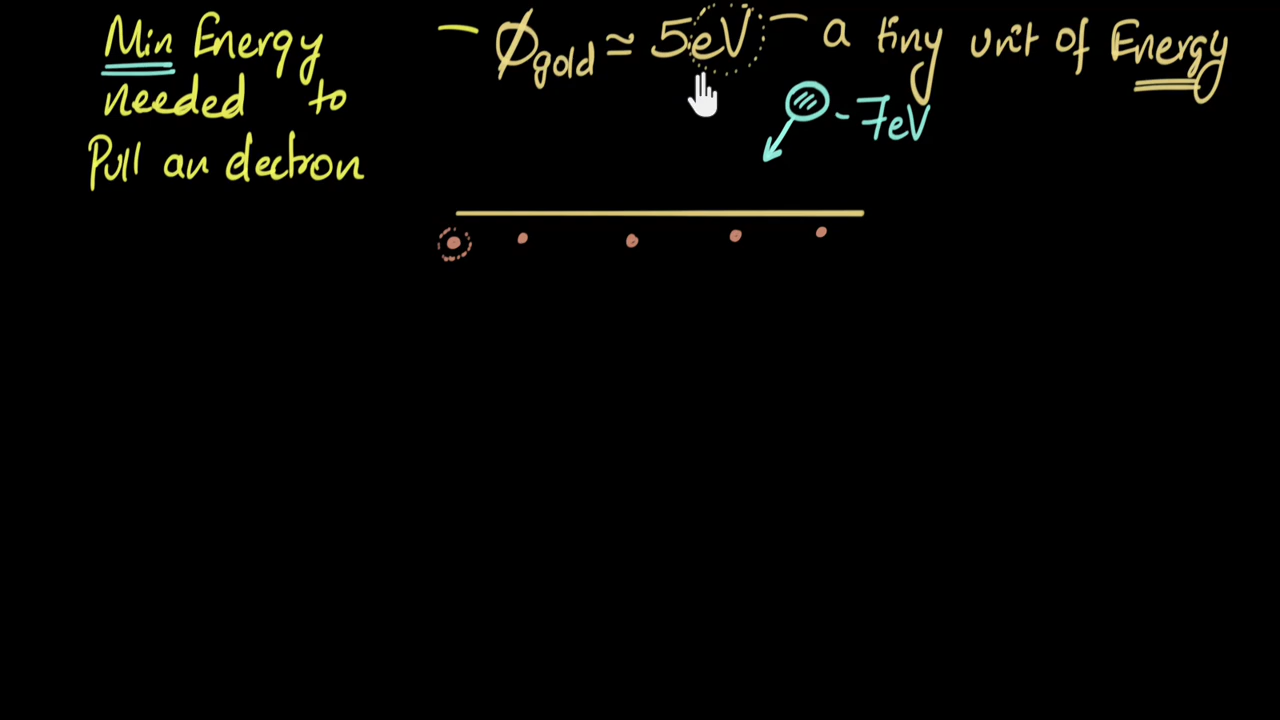 Min Energy
needed to
Pull an electron
– ϕgold ≃ 5eV – a tiny unit of Energy
- 7eV